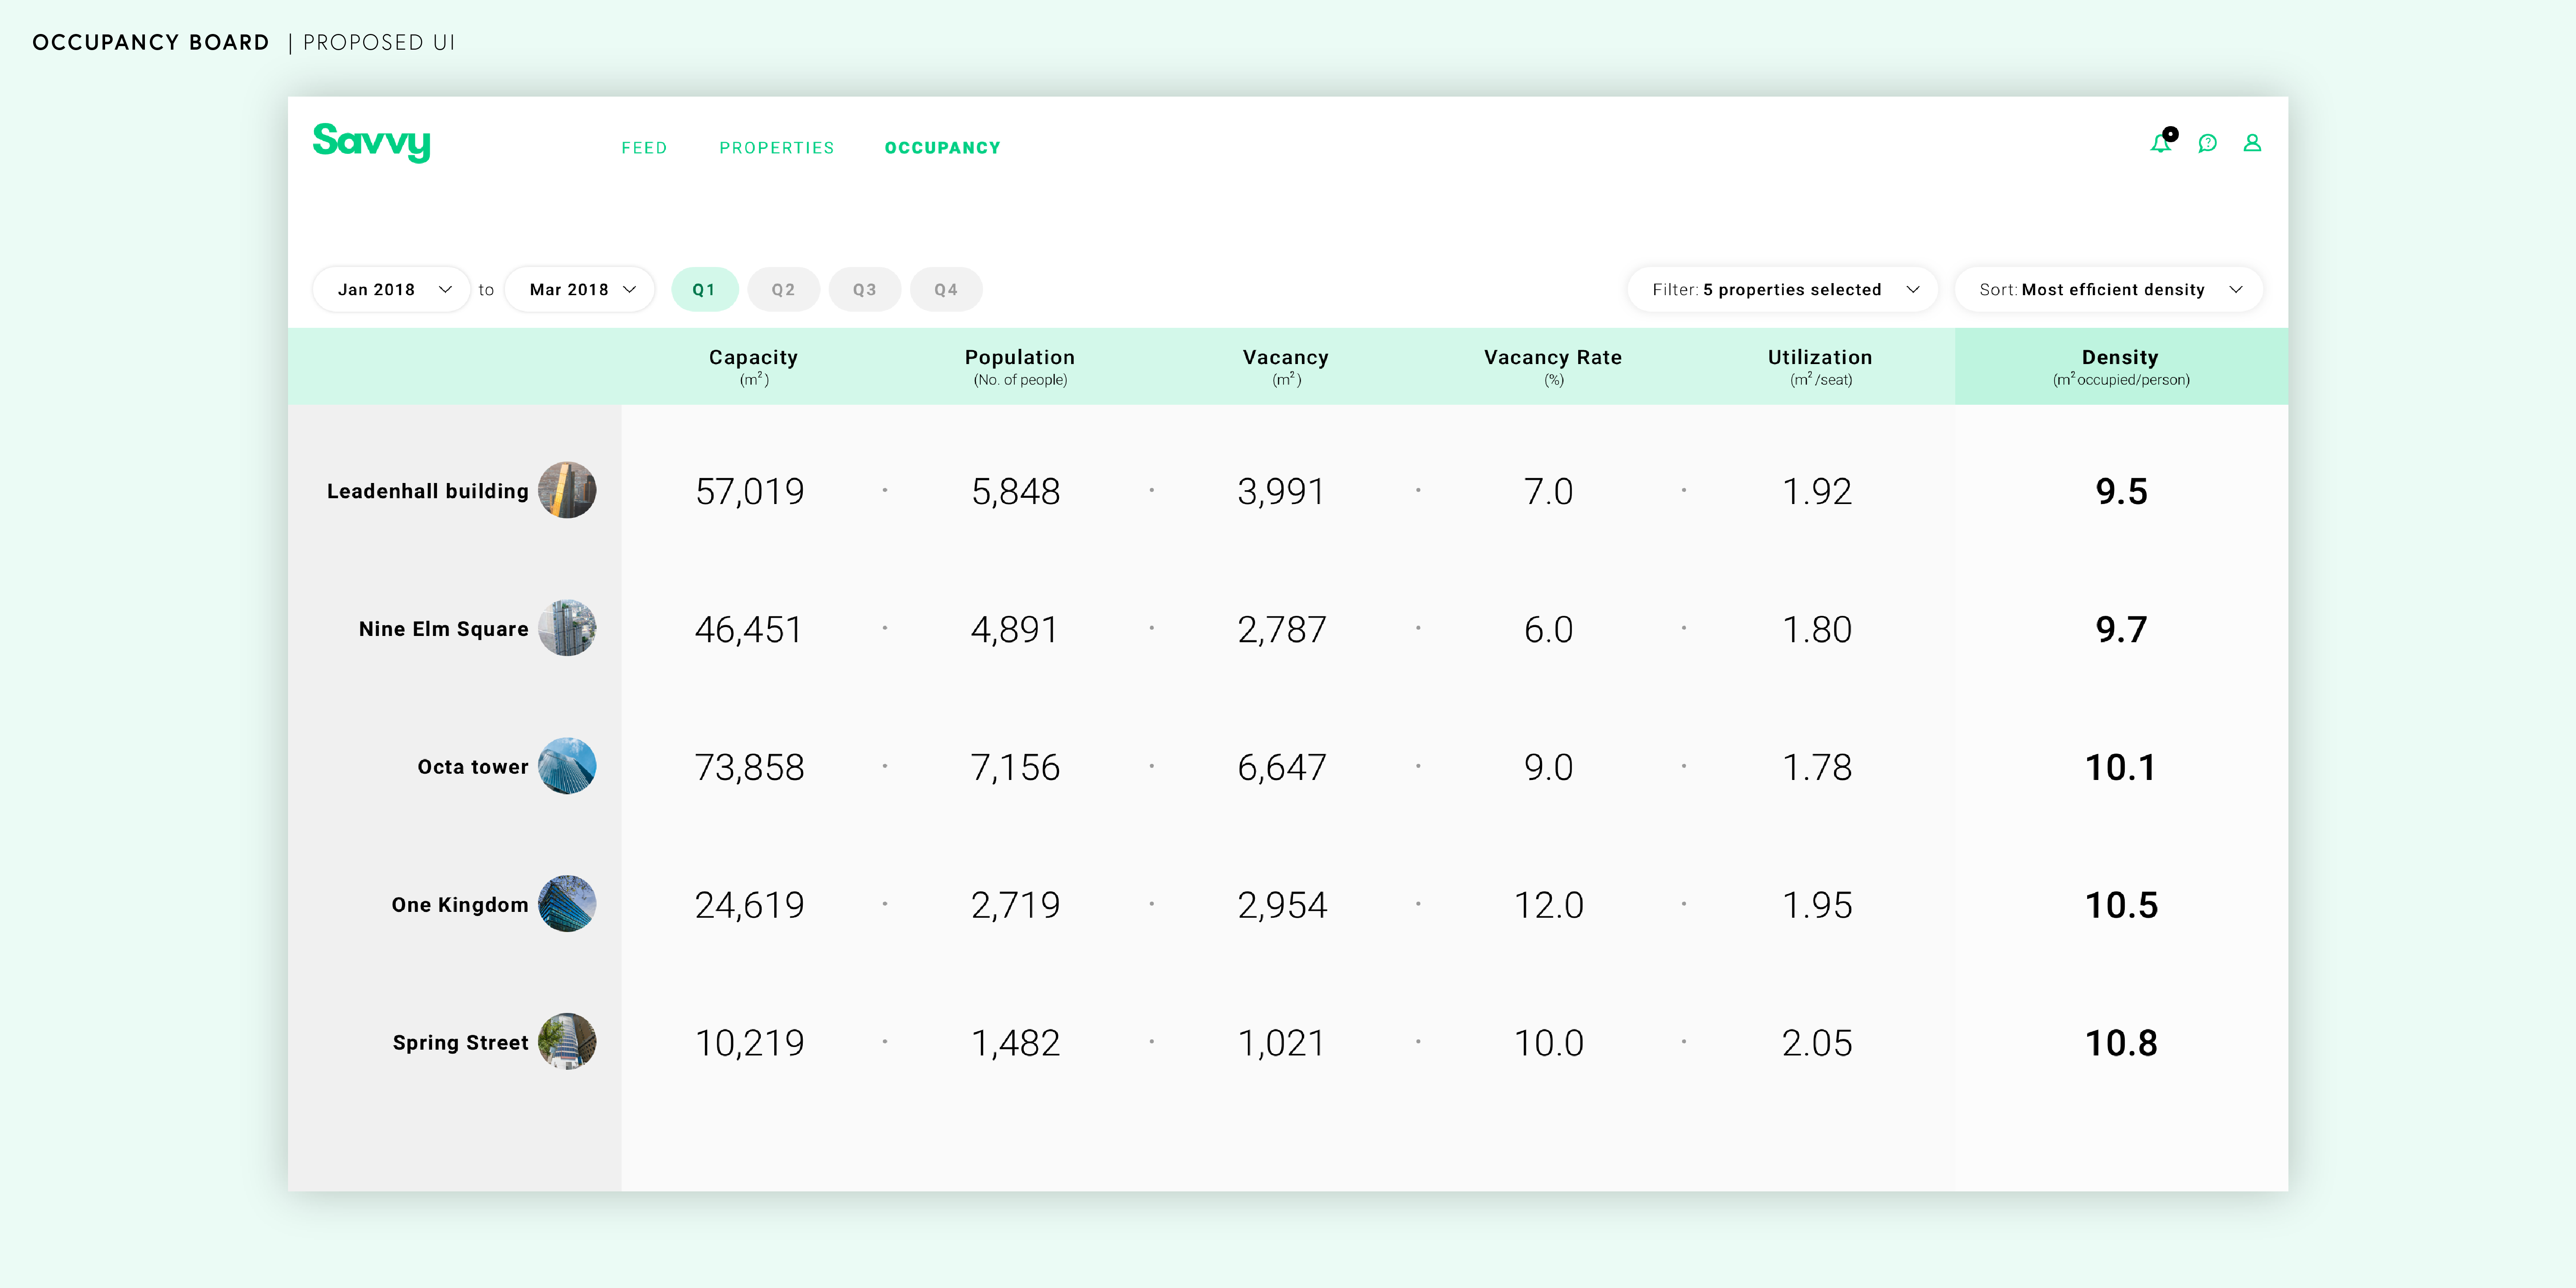 OCCUPANCY BOARD | PROPOSED UI
Savvy
FEED PROPERTIES OCCUPANCY
Jan 2018 to Mar 2018 Q1 Q2 Q3 Q4 Filter: 5 properties selected Sort: Most efficient density
Capacity Population Vacancy Vacancy Rate Utilization Density
(m²) (No. of people) (m²) (%) (m²/seat) (m² occupied/person)
Leadenhall building 57,019 · 5,848 · 3,991 · 7.0 · 1.92 9.5
Nine Elm Square 46,451 · 4,891 · 2,787 · 6.0 · 1.80 9.7
Octa tower 73,858 · 7,156 · 6,647 · 9.0 · 1.78 10.1
One Kingdom 24,619 · 2,719 · 2,954 · 12.0 · 1.95 10.5
Spring Street 10,219 · 1,482 · 1,021 · 10.0 · 2.05 10.8